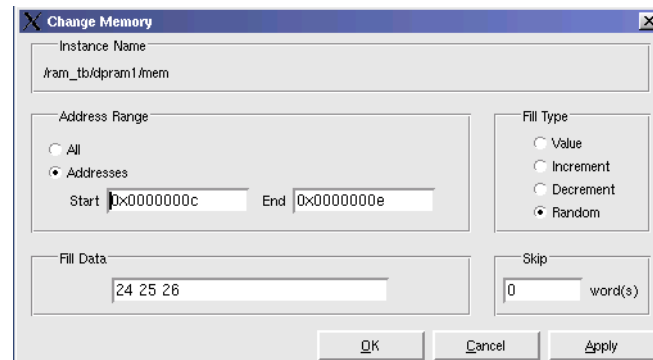 Change Memory
Instance Name
/ram_tb/dpram1/mem
Address Range
Fill Type
All
Value
Addresses
Increment
Start 0x0000000c End 0x0000000e
Decrement
Random
Fill Data
Skip
24 25 26
0 word(s)
OK Cancel Apply